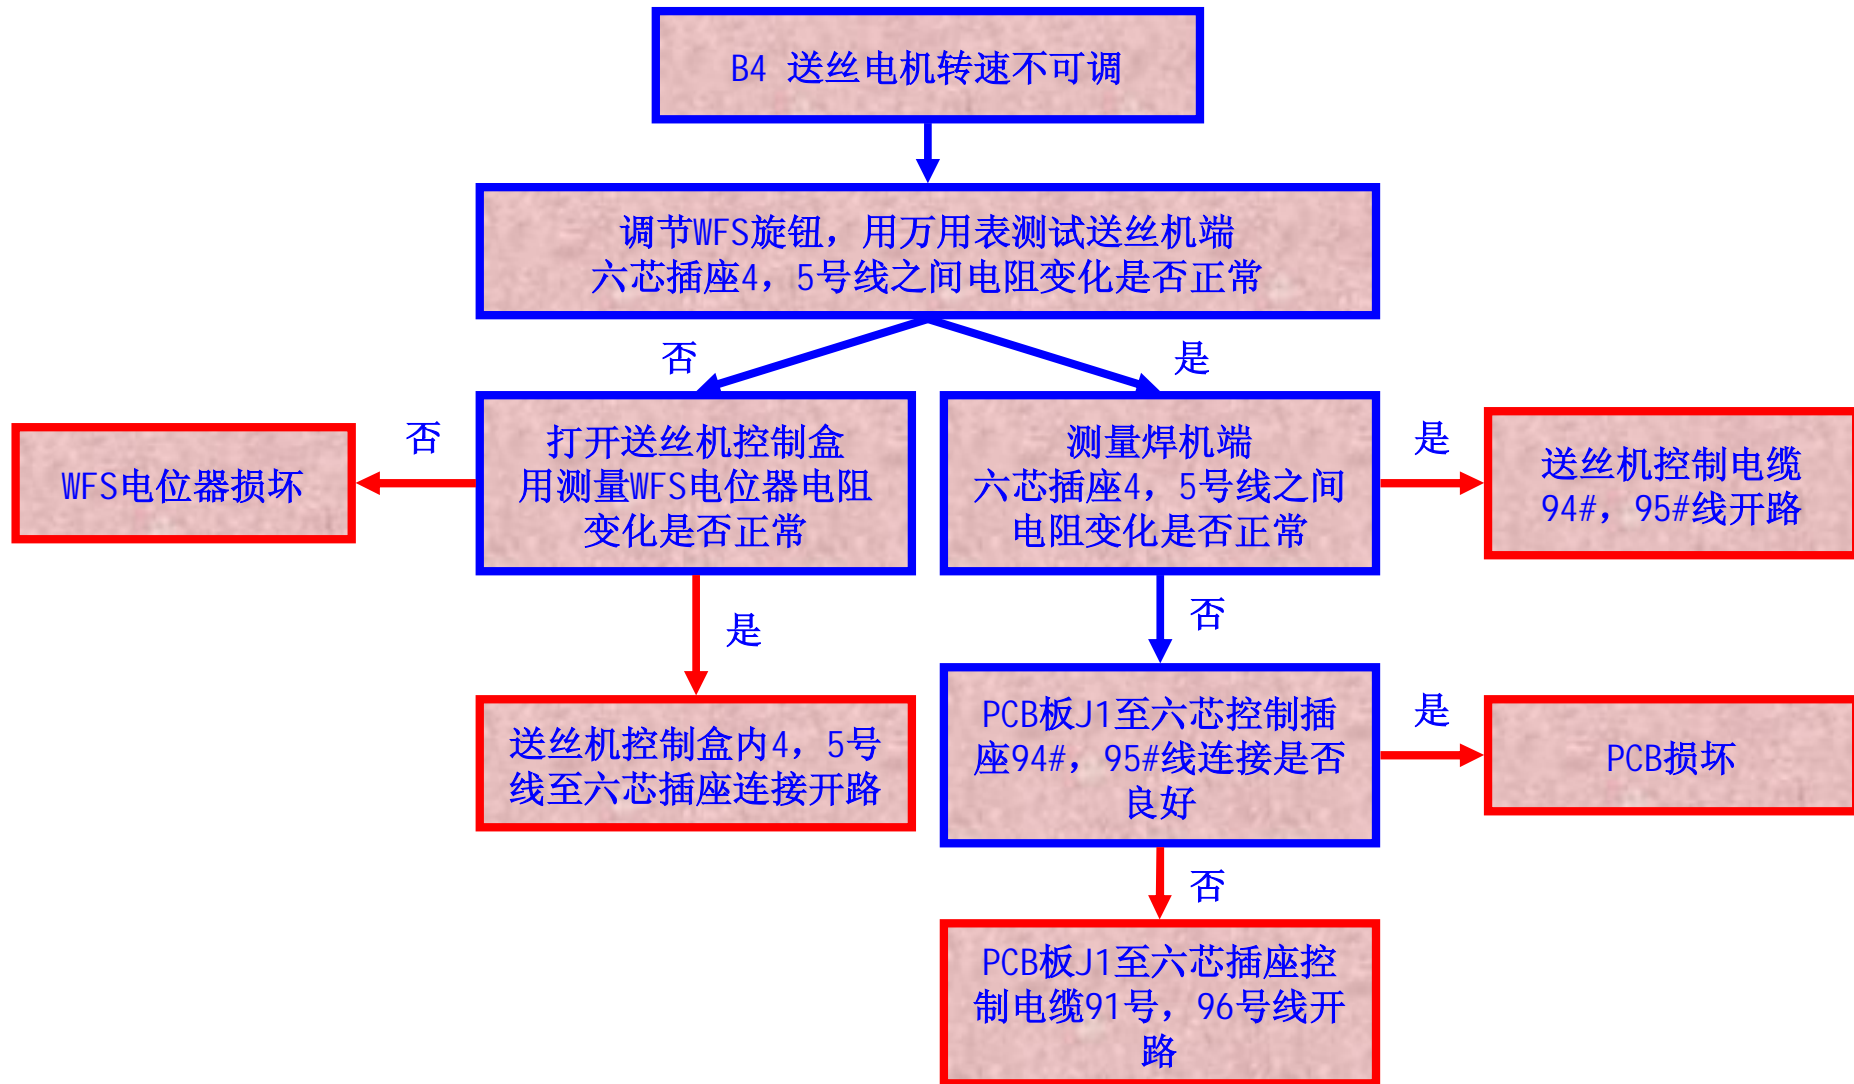 B4 送丝电机转速不可调
调节WFS旋钮，用万用表测试送丝机端
六芯插座4，5号线之间电阻变化是否正常
否
是
WFS电位器损坏
否
打开送丝机控制盒
用测量WFS电位器电阻
变化是否正常
测量焊机端
六芯插座4，5号线之间
电阻变化是否正常
是
送丝机控制电缆
94#，95#线开路
是
否
送丝机控制盒内4，5号
线至六芯插座连接开路
PCB板J1至六芯控制插
座94#，95#线连接是否
良好
是
PCB损坏
否
PCB板J1至六芯插座控
制电缆91号，96号线开
路